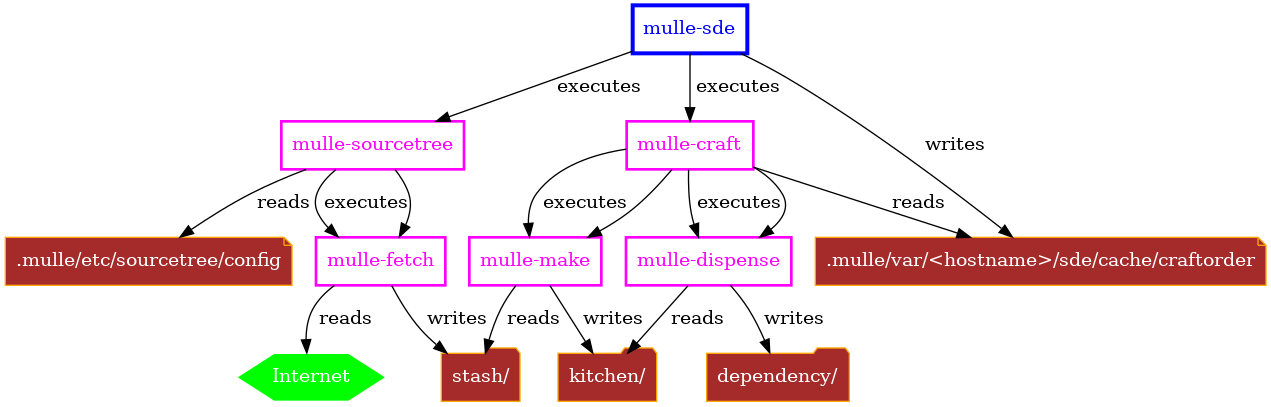 mulle-sde
executes
executes
mulle-sourcetree
mulle-craft
writes
reads
executes
executes
executes
reads
.mulle/etc/sourcetree/config
mulle-fetch
mulle-make
mulle-dispense
.mulle/var/<hostname>/sde/cache/craftorder
reads
writes
reads
writes
reads
writes
Internet
stash/
kitchen/
dependency/